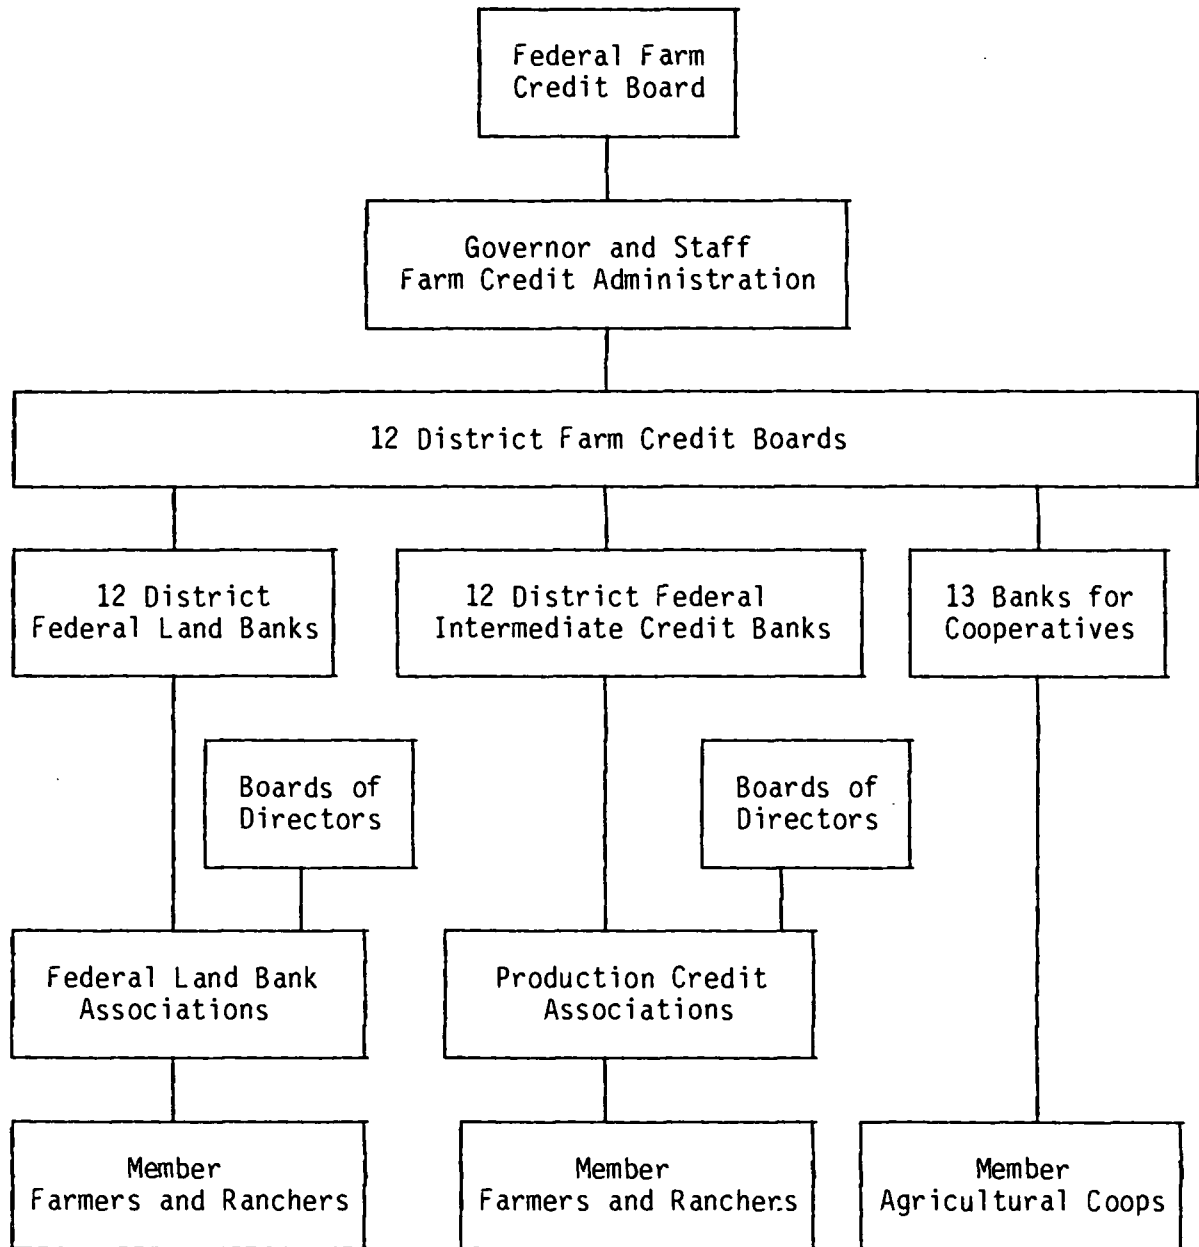 Federal Farm
Credit Board
Governor and Staff
Farm Credit Administration
12 District Farm Credit Boards
12 District
Federal Land Banks
12 District Federal
Intermediate Credit Banks
13 Banks for
Cooperatives
Boards of
Directors
Boards of
Directors
Federal Land Bank
Associations
Production Credit
Associations
Member
Farmers and Ranchers
Member
Farmers and Ranchers
Member
Agricultural Coops